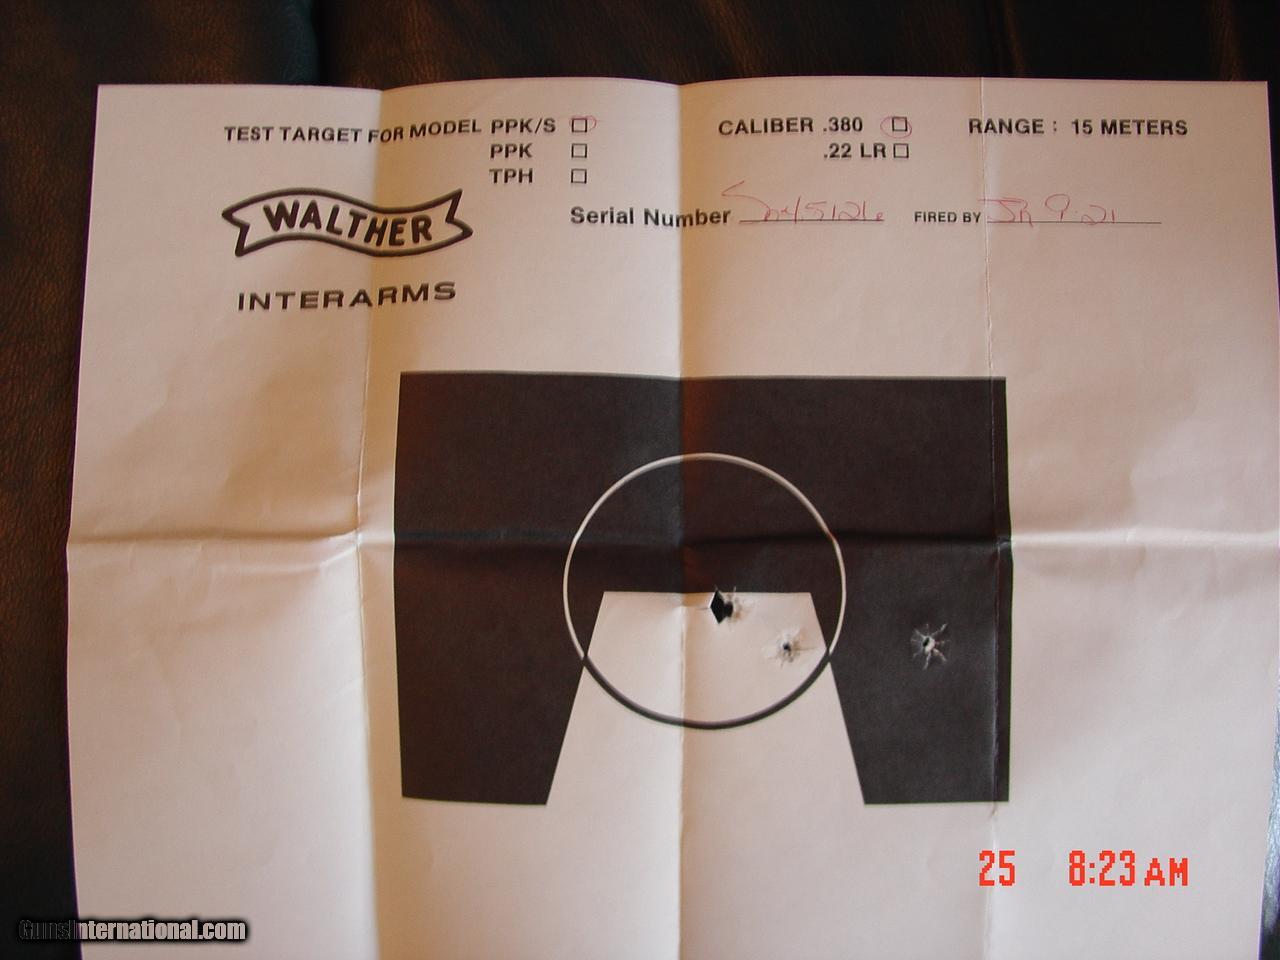 TEST TARGET FOR MODEL PPK/S CALIBER .380 RANGE : 15 METERS
PPK .22 LR
TPH
WALTHER
Serial Number FIRED BY
INTERARMS
25 8:23 AM
GunsInternational.com